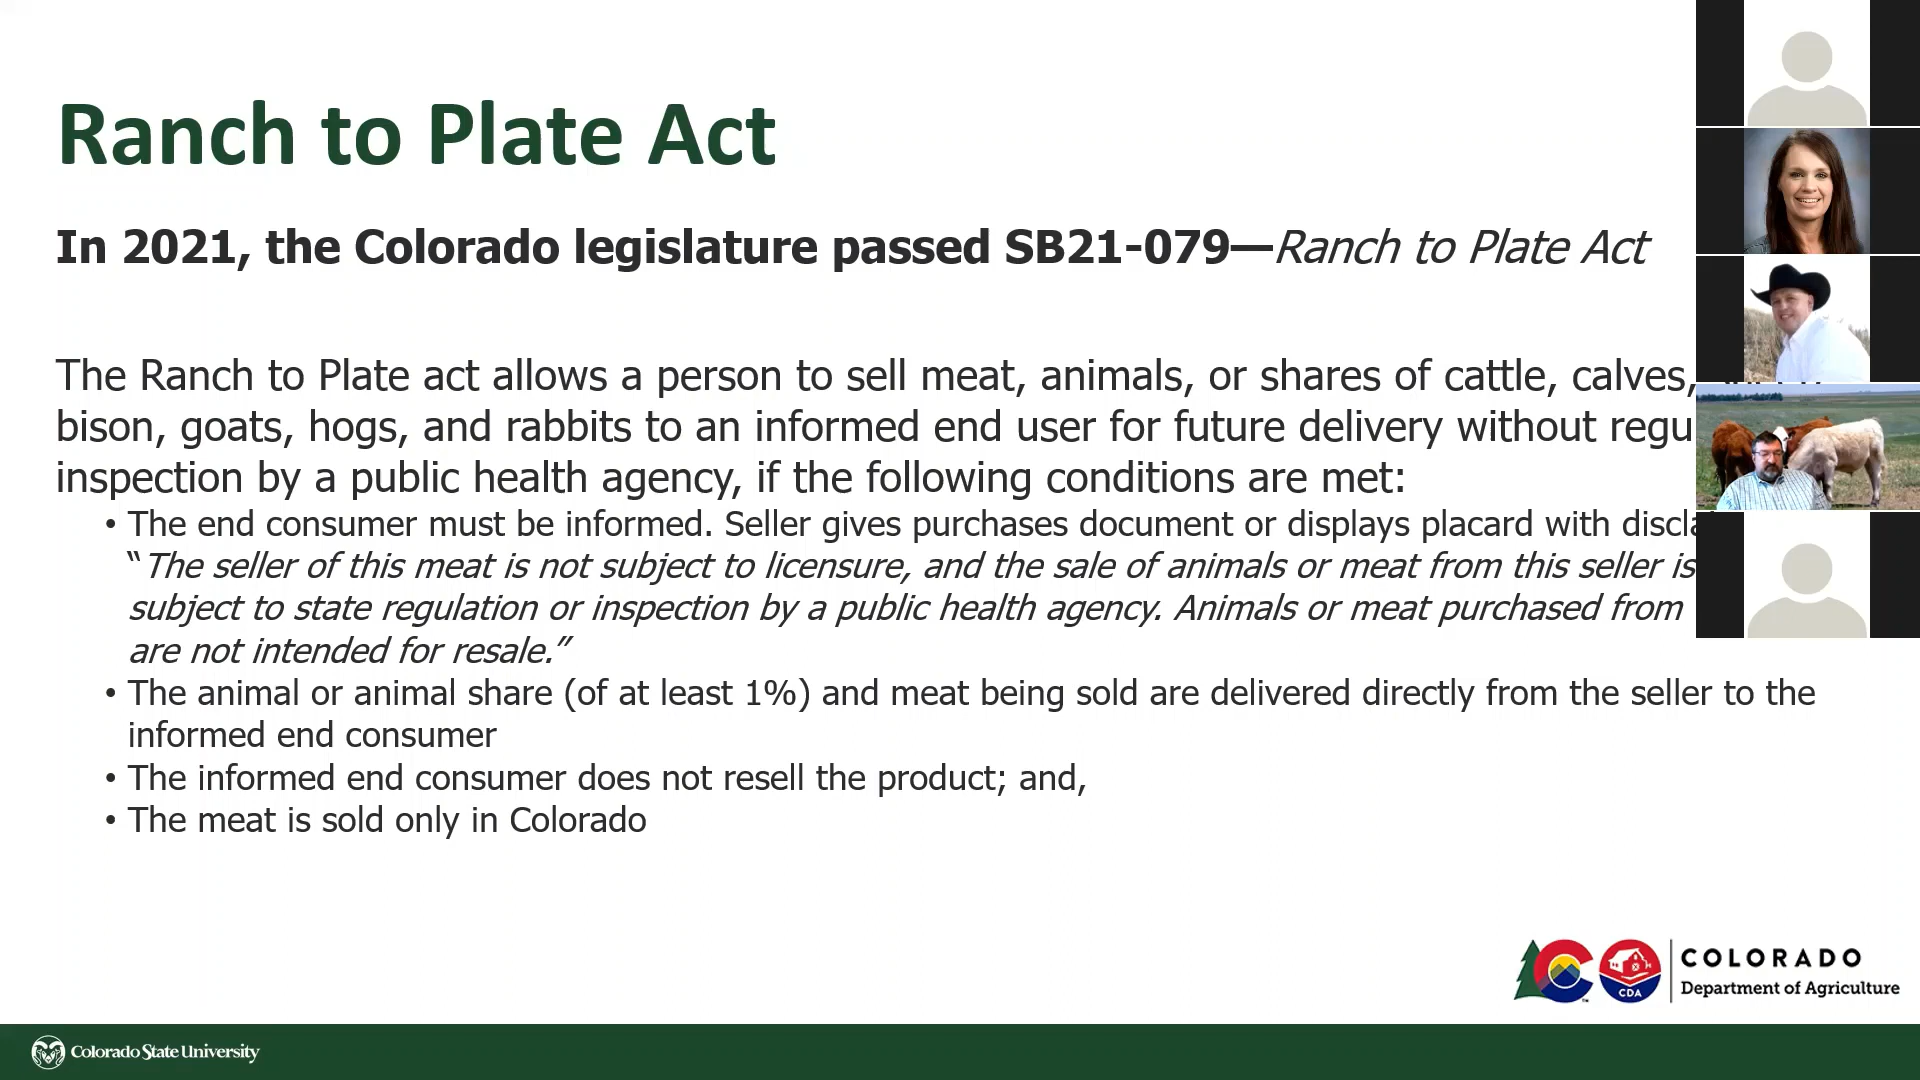 Ranch to Plate Act
In 2021, the Colorado legislature passed SB21-079—Ranch to Plate Act
The Ranch to Plate act allows a person to sell meat, animals, or shares of cattle, calves,
bison, goats, hogs, and rabbits to an informed end user for future delivery without
inspection by a public health agency, if the following conditions are met:
• The end consumer must be informed. Seller gives purchases document or displays placard with
“The seller of this meat is not subject to licensure, and the sale of animals or meat from this seller is
subject to state regulation or inspection by a public health agency. Animals or meat purchased from
are not intended for resale.”
• The animal or animal share (of at least 1%) and meat being sold are delivered directly from the seller to the
informed end consumer
• The informed end consumer does not resell the product; and,
• The meat is sold only in Colorado
CDA
COLORADO
Department of Agriculture
Colorado State University